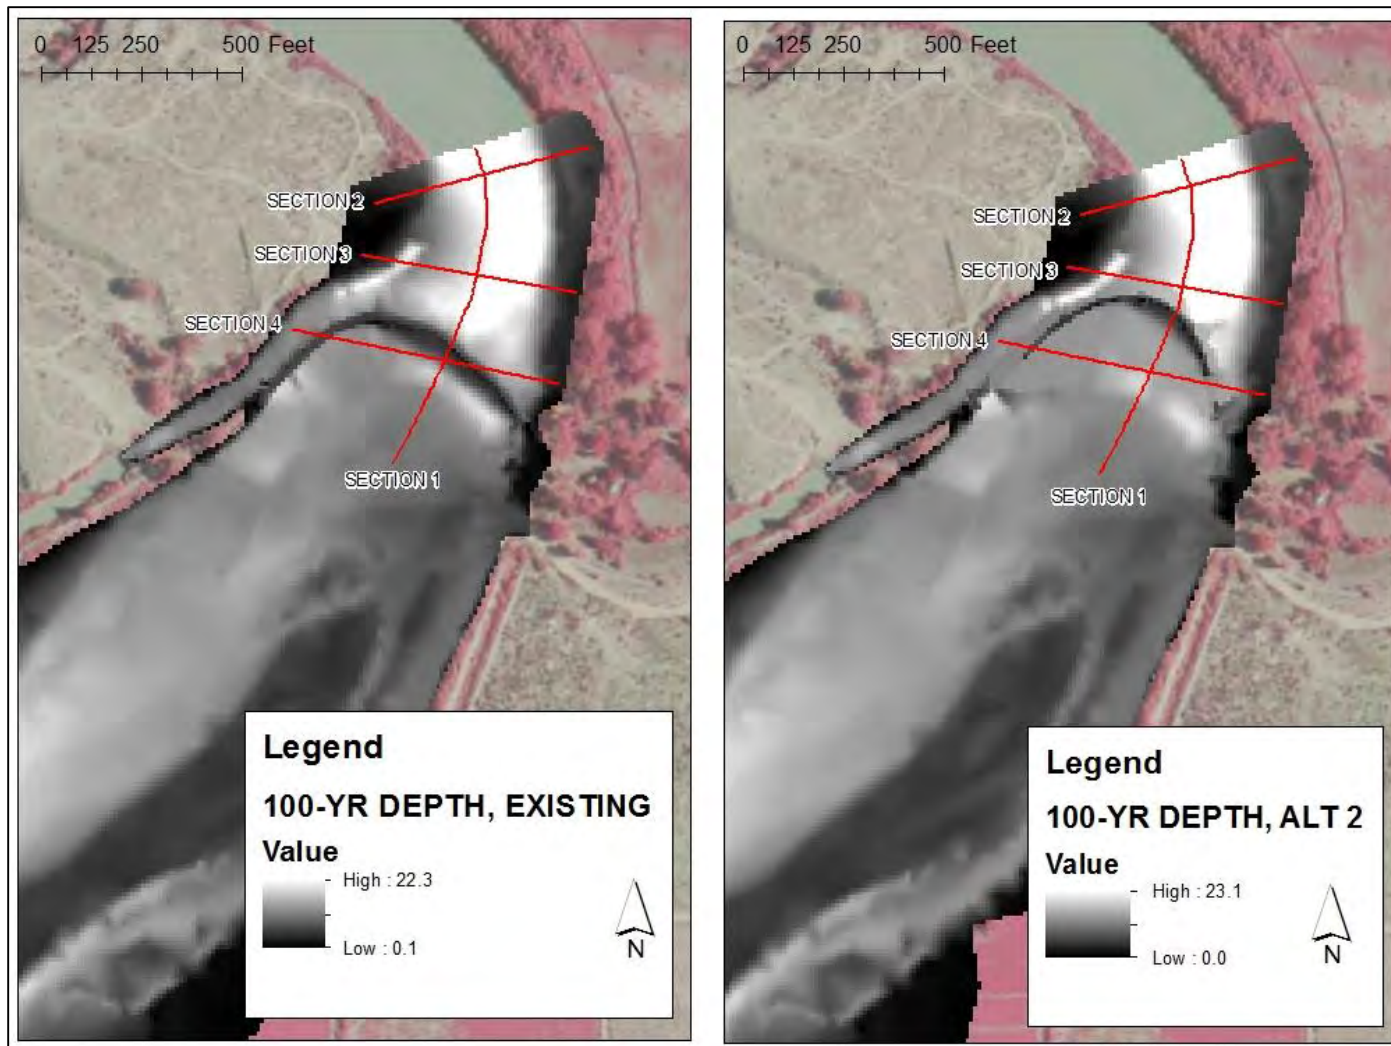 0 125 250 500 Feet
SECTION 2
SECTION 3
SECTION 4
SECTION 1
Legend
100-YR DEPTH, EXISTING
Value
High : 22.3
Low : 0.1
N
0 125 250 500 Feet
SECTION 2
SECTION 3
SECTION 4
SECTION 1
Legend
100-YR DEPTH, ALT 2
Value
High : 23.1
Low : 0.0
N